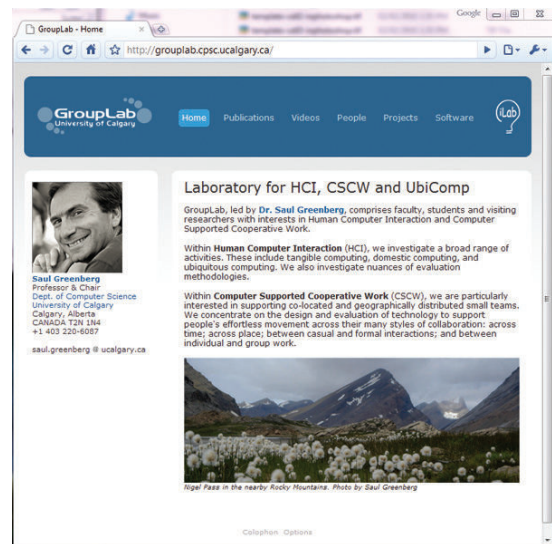 Google
GroupLab - Home
http://grouplab.cpsc.ucalgary.ca/
GroupLab
University of Calgary
Home Publications Videos People Projects Software
iLab
Laboratory for HCI, CSCW and UbiComp
GroupLab, led by Dr. Saul Greenberg, comprises faculty, students and visiting
researchers with interests in Human Computer Interaction and Computer
Supported Cooperative Work.
Within Human Computer Interaction (HCI), we investigate a broad range of
activities. These include tangible computing, domestic computing, and
ubiquitous computing. We also investigate nuances of evaluation
methodologies.
Within Computer Supported Cooperative Work (CSCW), we are particularly
interested in supporting co-located and geographically distributed small teams.
We concentrate on the design and evaluation of technology to support
people's effortless movement across their many styles of collaboration: across
time; across place; between casual and formal interactions; and between
individual and group work.
Nigel Pass in the nearby Rocky Mountains. Photo by Saul Greenberg
Saul Greenberg
Professor & Chair
Dept. of Computer Science
University of Calgary
Calgary, Alberta
CANADA T2N 1N4
+1 403 220-6087
saul.greenberg @ ucalgary.ca
Colophon Options